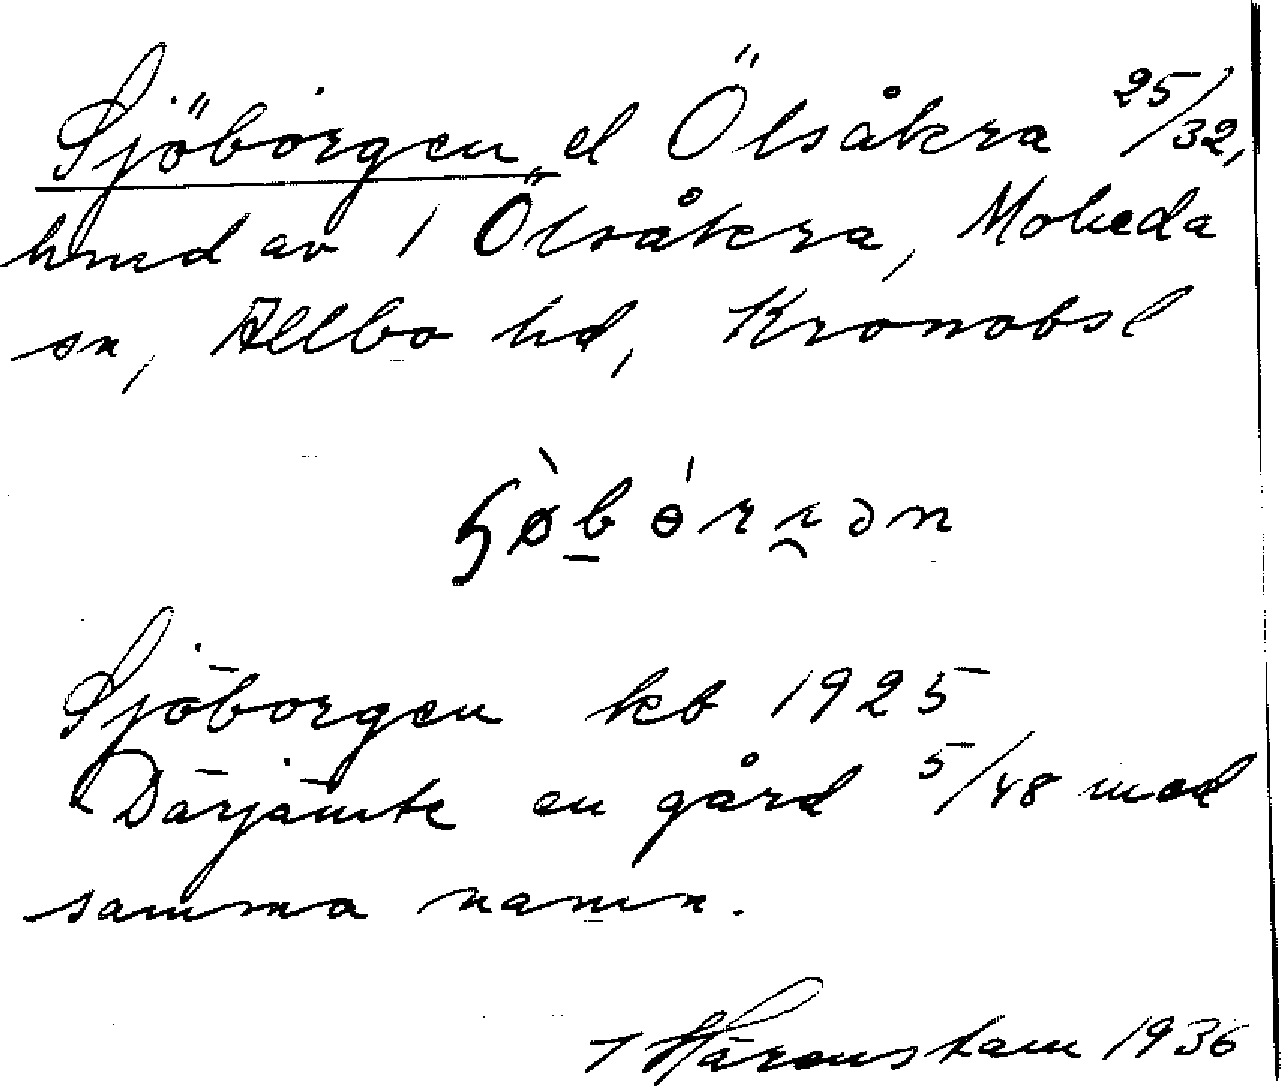 Sjöborgen el Ölsåkra 25/32,
hmd av 1 Ölsåkra, Moheda
sn, Allbo hd, Kronobsl
Sjöborgen kb 1925
Därjämte en gård 5/48 med
samma namn.
Härenstam 1936